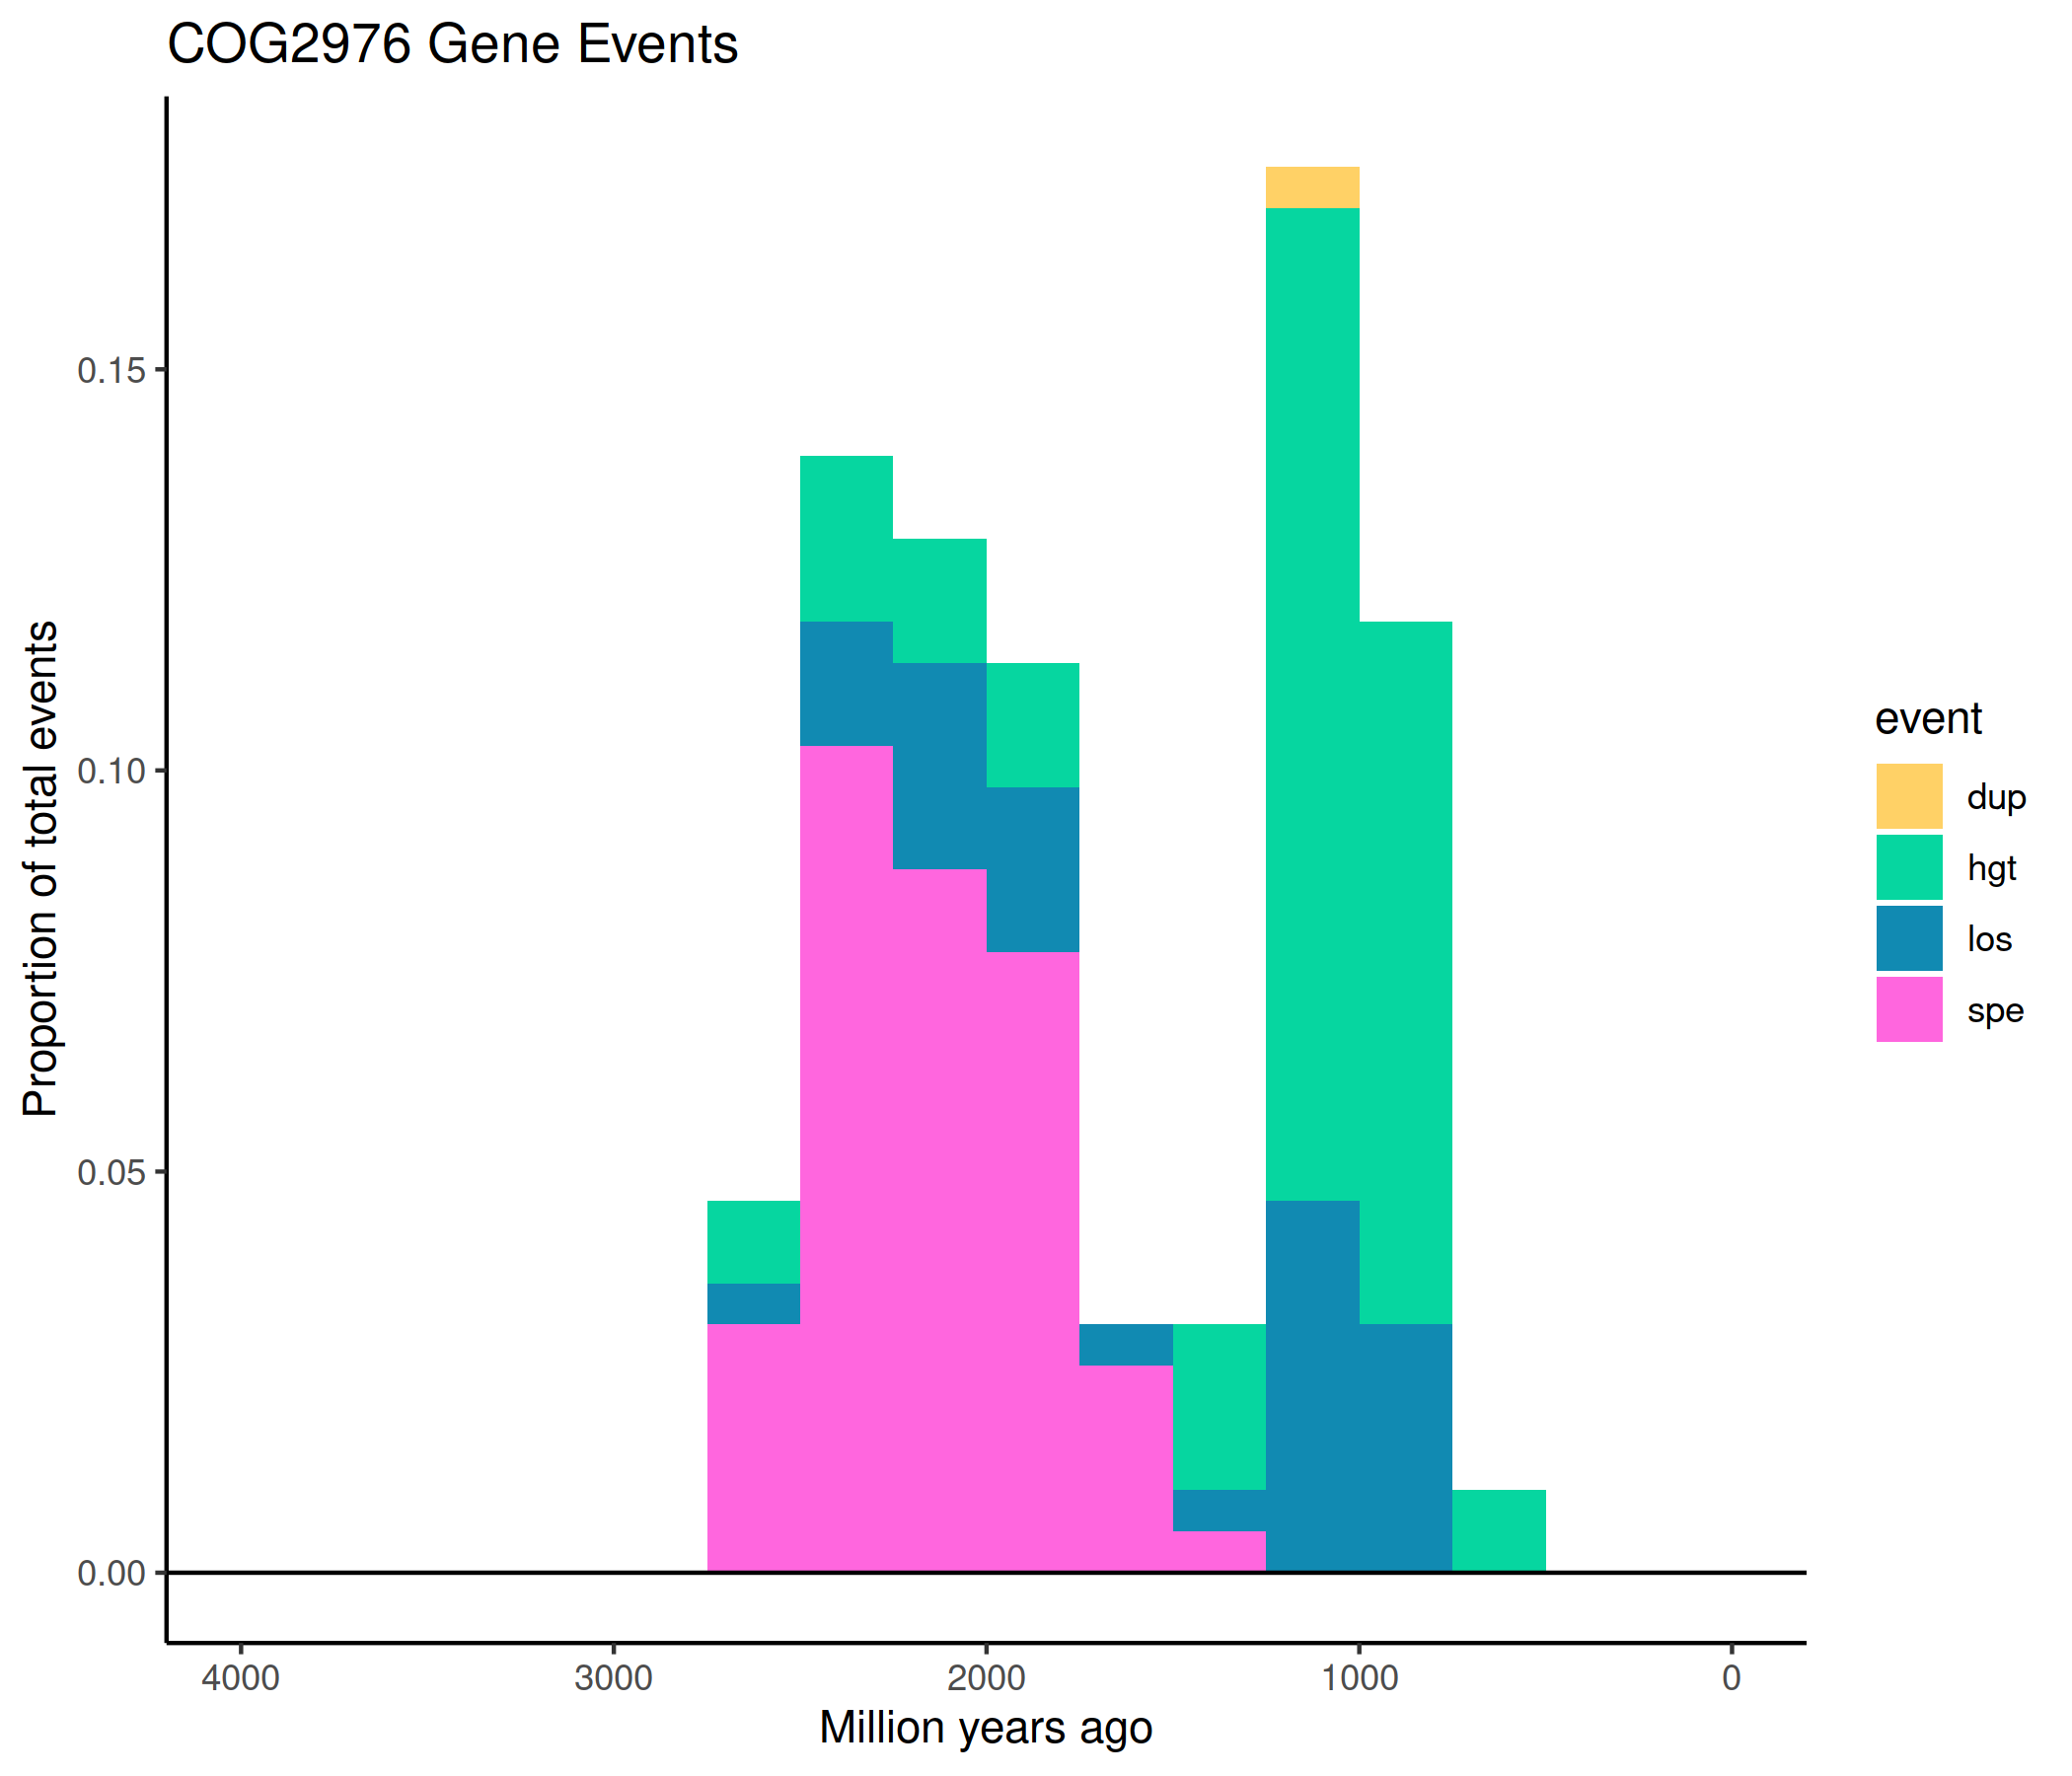 COG2976 Gene Events
Proportion of total events
0.15
0.10
0.05
0.00
4000 3000 2000 1000 0
Million years ago
event
dup
hgt
los
spe